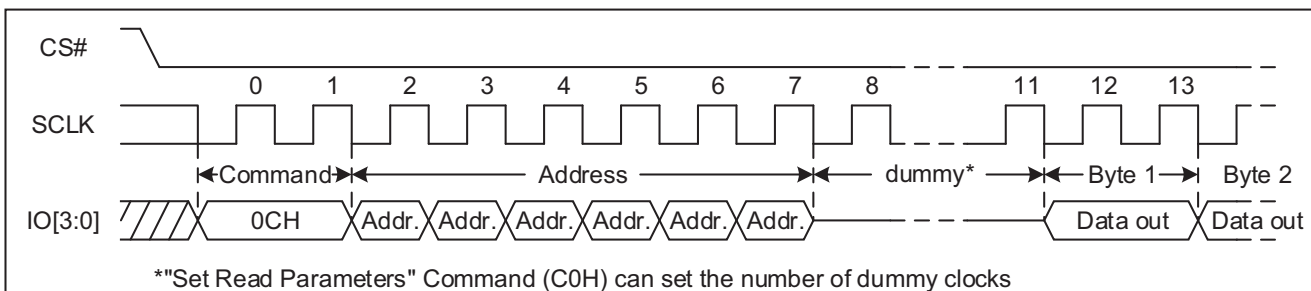 CS#
0 1 2 3 4 5 6 7 8 11 12 13
SCLK
Command Address dummy* Byte 1 Byte 2
IO[3:0] 0CH Addr. Addr. Addr. Addr. Addr. Addr. Data out Data out
*"Set Read Parameters" Command (C0H) can set the number of dummy clocks